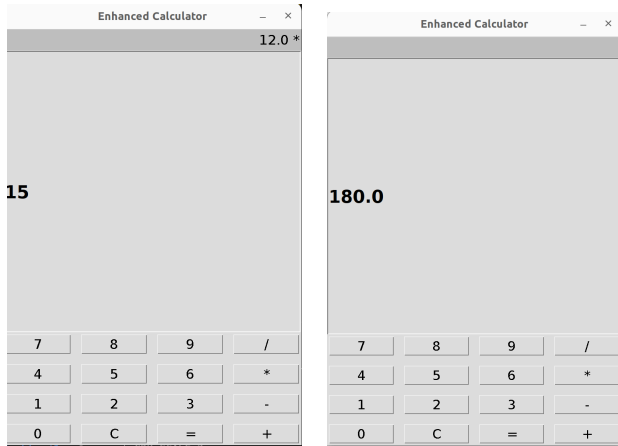 Enhanced Calculator – ×
12.0 *
15
7 8 9 /
4 5 6 *
1 2 3 -
0 C = +
Enhanced Calculator – ×
180.0
7 8 9 /
4 5 6 *
1 2 3 -
0 C = +